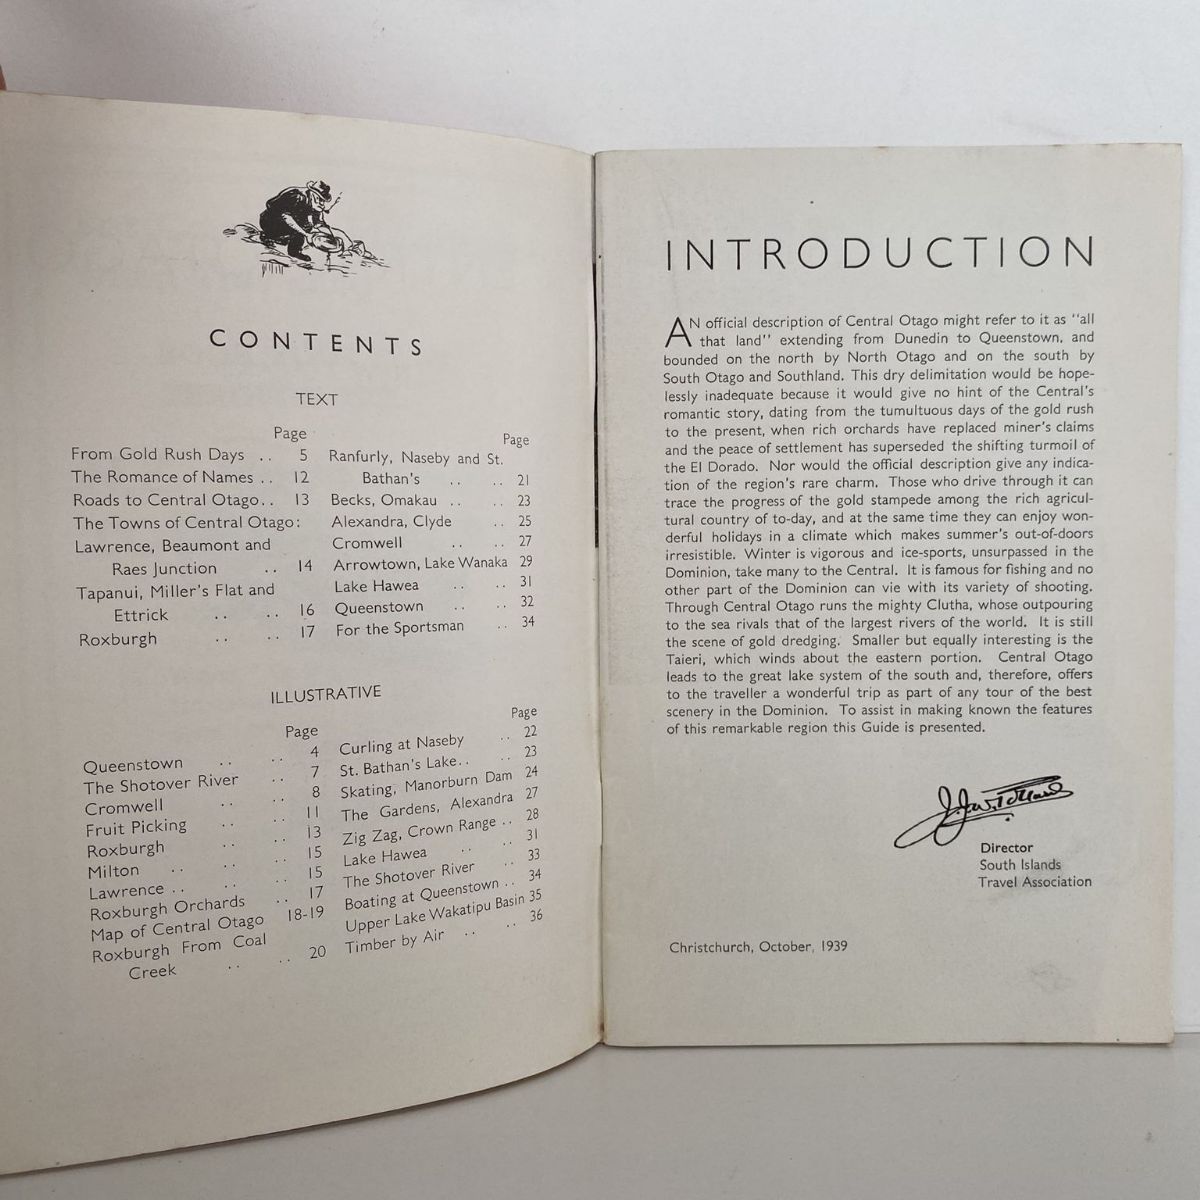 CONTENTS
TEXT
Page
From Gold Rush Days .. 5
The Romance of Names .. 12
Roads to Central Otago.. 13
The Towns of Central Otago:
Lawrence, Beaumont and
Raes Junction .. 14
Tapanui, Miller's Flat and
Ettrick .. .. 16
Roxburgh .. .. 17
Page
Ranfurly, Naseby and St.
Bathan's .. .. 21
Becks, Omakau .. .. 23
Alexandra, Clyde .. 25
Cromwell .. .. 27
Arrowtown, Lake Wanaka 29
Lake Hawea .. .. 31
Queenstown .. .. 32
For the Sportsman .. 34
ILLUSTRATIVE
Page
Queenstown .. .. 4
The Shotover River .. 7
Cromwell .. .. 8
Fruit Picking .. .. 11
Roxburgh .. .. 13
Milton .. .. 15
Lawrence .. .. .. 15
Roxburgh Orchards .. 17
Map of Central Otago 18-19
Roxburgh From Coal
Creek .. .. 20
Page
Curling at Naseby .. 22
St. Bathan's Lake.. .. 23
Skating, Manorburn Dam 24
The Gardens, Alexandra 27
Zig Zag, Crown Range .. 28
Lake Hawea .. .. 31
The Shotover River .. 33
Boating at Queenstown .. 34
Upper Lake Wakatipu Basin 35
Timber by Air .. .. 36
INTRODUCTION
AN official description of Central Otago might refer to it as "all
that land" extending from Dunedin to Queenstown, and
bounded on the north by North Otago and on the south by
South Otago and Southland. This dry delimitation would be hope-
lessly inadequate because it would give no hint of the Central's
romantic story, dating from the tumultuous days of the gold rush
to the present, when rich orchards have replaced miner's claims
and the peace of settlement has superseded the shifting turmoil of
the El Dorado. Nor would the official description give any indica-
tion of the region's rare charm. Those who drive through it can
trace the progress of the gold stampede among the rich agricul-
tural country of to-day, and at the same time they can enjoy won-
derful holidays in a climate which makes summer's out-of-doors
irresistible. Winter is vigorous and ice-sports, unsurpassed in the
Dominion, take many to the Central. It is famous for fishing and no
other part of the Dominion can vie with its variety of shooting.
Through Central Otago runs the mighty Clutha, whose outpouring
to the sea rivals that of the largest rivers of the world. It is still
the scene of gold dredging. Smaller but equally interesting is the
Taieri, which winds about the eastern portion. Central Otago
leads to the great lake system of the south and, therefore, offers
to the traveller a wonderful trip as part of any tour of the best
scenery in the Dominion. To assist in making known the features
of this remarkable region this Guide is presented.
Director
South Islands
Travel Association
Christchurch, October, 1939